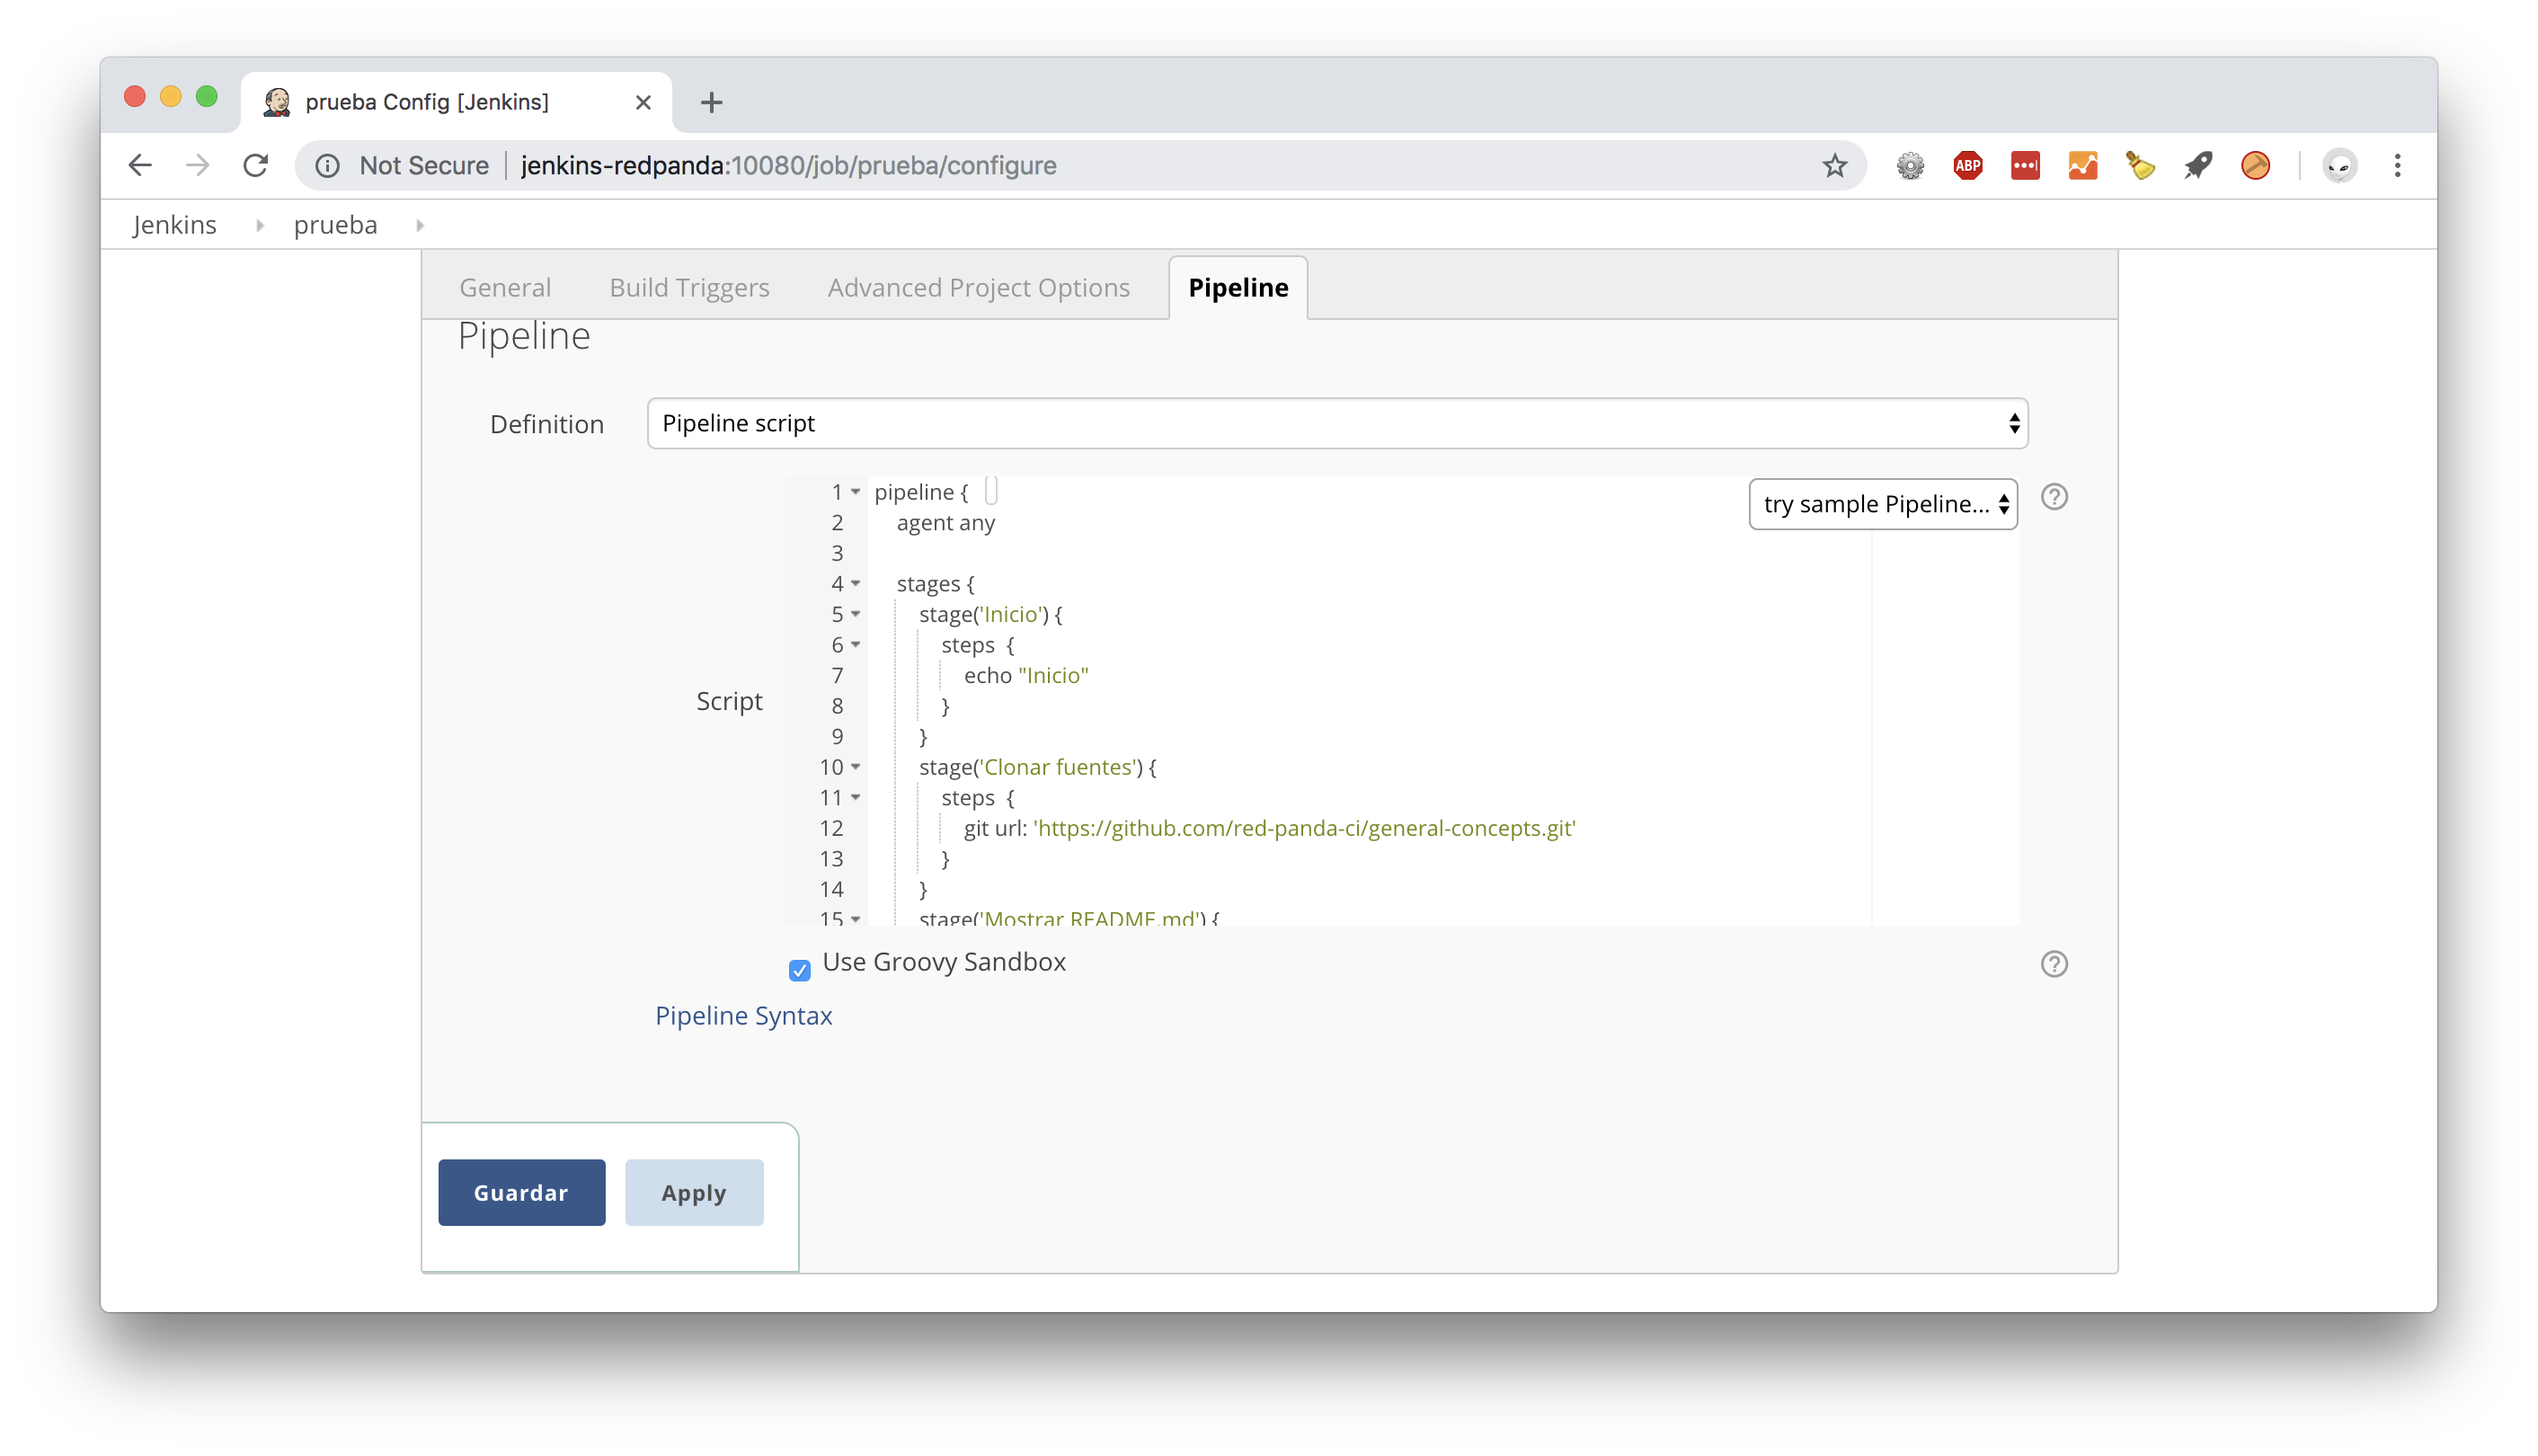 prueba Config [Jenkins]
Not Secure jenkins-redpanda:10080/job/prueba/configure
ABP
Jenkins prueba
General Build Triggers Advanced Project Options Pipeline
Pipeline
Definition Pipeline script
try sample Pipeline...
Script
1 pipeline {
2 agent any
3
4 stages {
5 stage('Inicio') {
6 steps {
7 echo "Inicio"
8 }
9 }
10 stage('Clonar fuentes') {
11 steps {
12 git url: 'https://github.com/red-panda-ci/general-concepts.git'
13 }
14 }
15 stage('Mostrar README.md') {
Use Groovy Sandbox
Pipeline Syntax
Guardar Apply